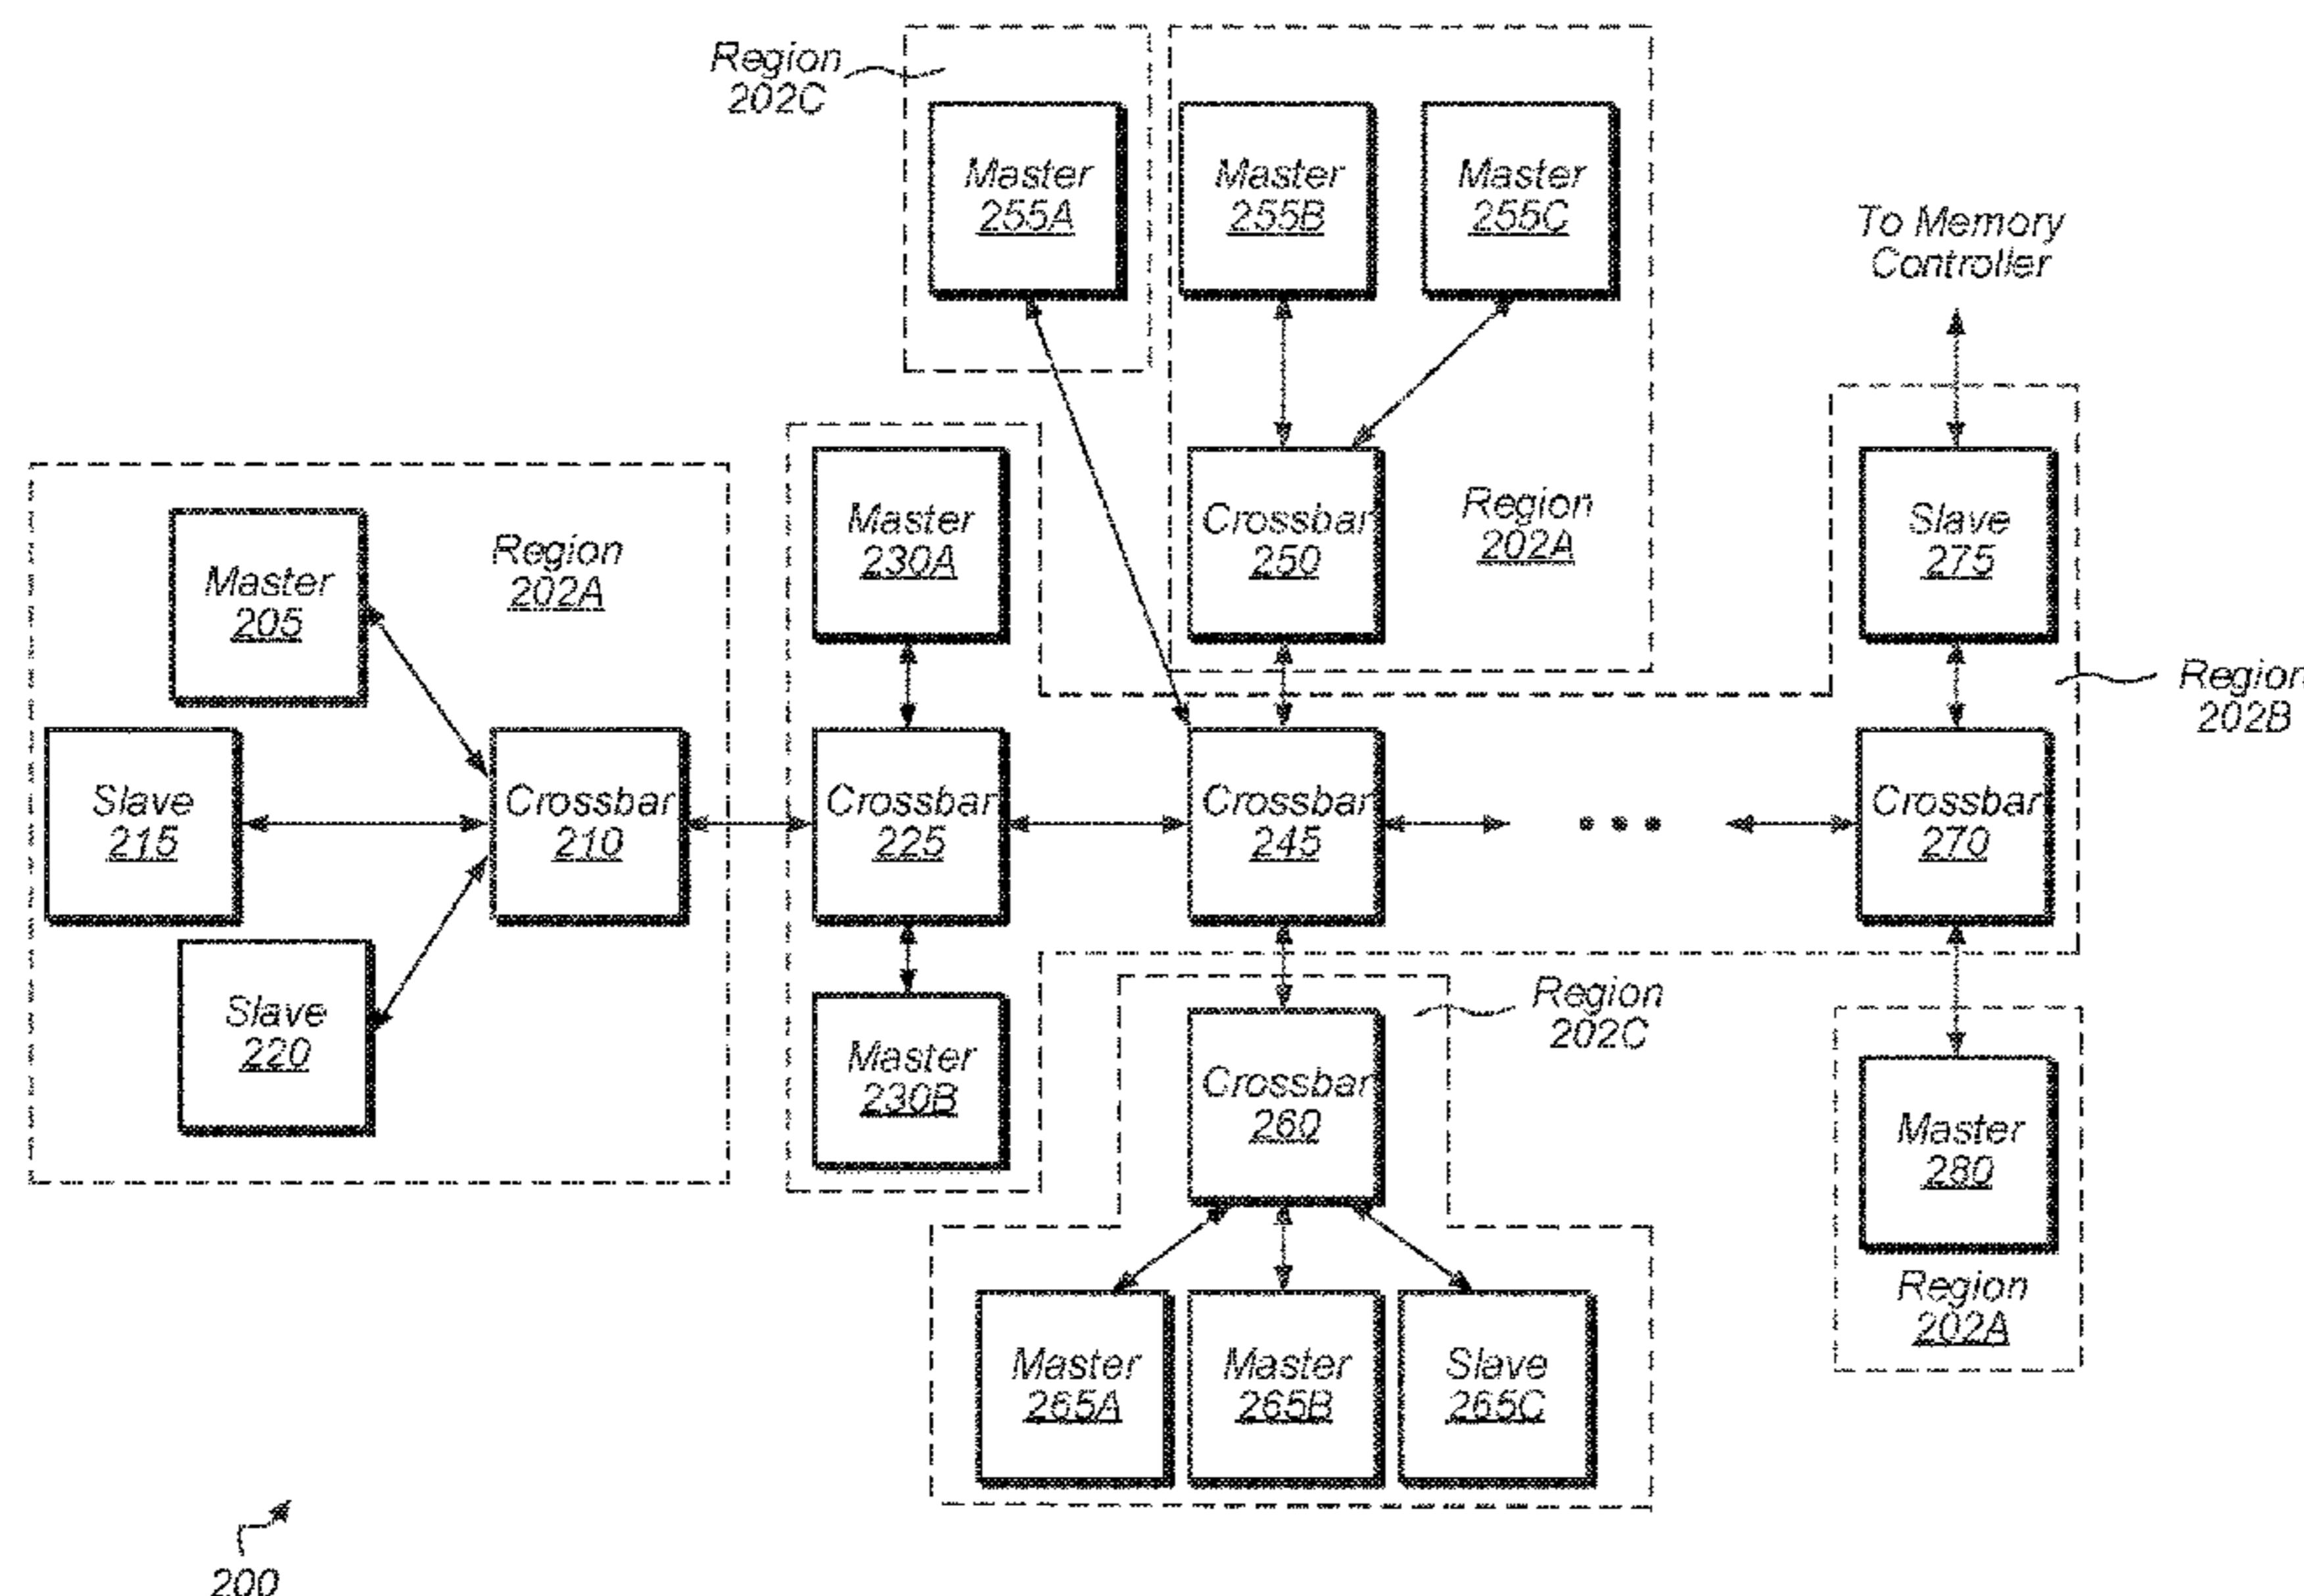 Region
202C
Master
255A
Master
255B
Master
255C
To Memory
Controller
Region
202A
Master
205
Master
230A
Crossbar
250
Region
202A
Slave
275
Region
202B
Slave
215
Crossbar
210
Crossbar
225
Crossbar
245
Crossbar
270
Slave
220
Master
230B
Crossbar
260
Region
202C
Master
280
Region
202A
Master
265A
Master
265B
Slave
265C
200